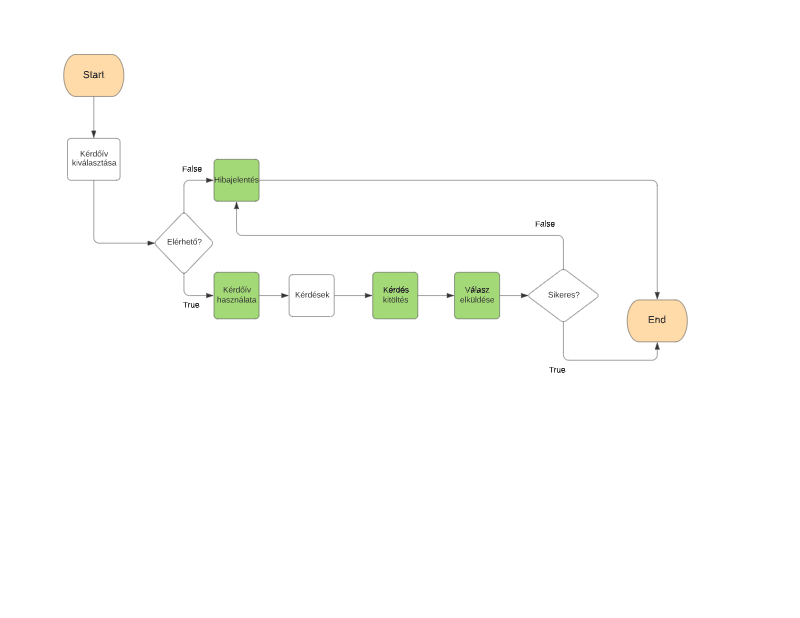 Start
Kérdőív
kiválasztása
False
Hibajelentés
False
Elérhető?
True
Kérdőív
használata
Kérdések
Kérdés
kitöltés
Válasz
elküldése
Sikeres?
End
True